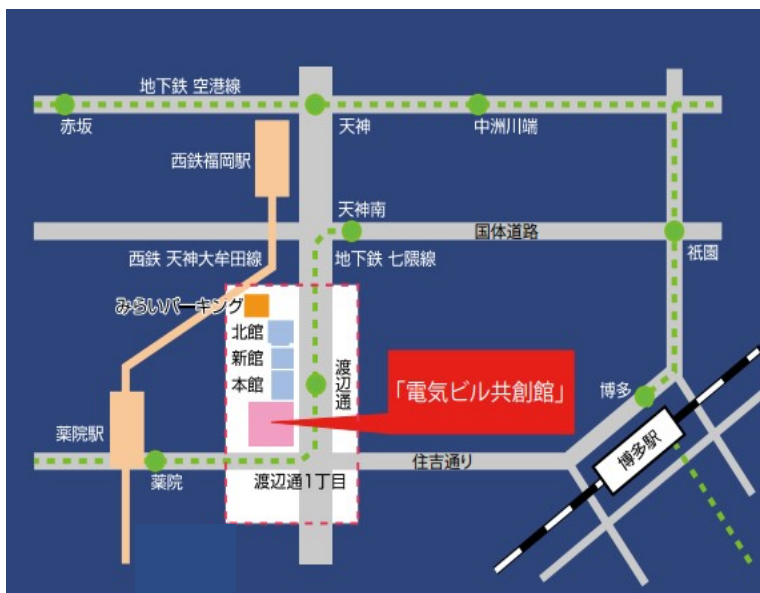 地下鉄 空港線
赤坂
天神
中洲川端
西鉄福岡駅
天神南
国体道路
祇園
西鉄 天神大牟田線
地下鉄 七隈線
みらいパーキング
北館
新館
本館
渡辺通
「電気ビル共創館」
博多
博多駅
薬院駅
薬院
渡辺通1丁目
住吉通り